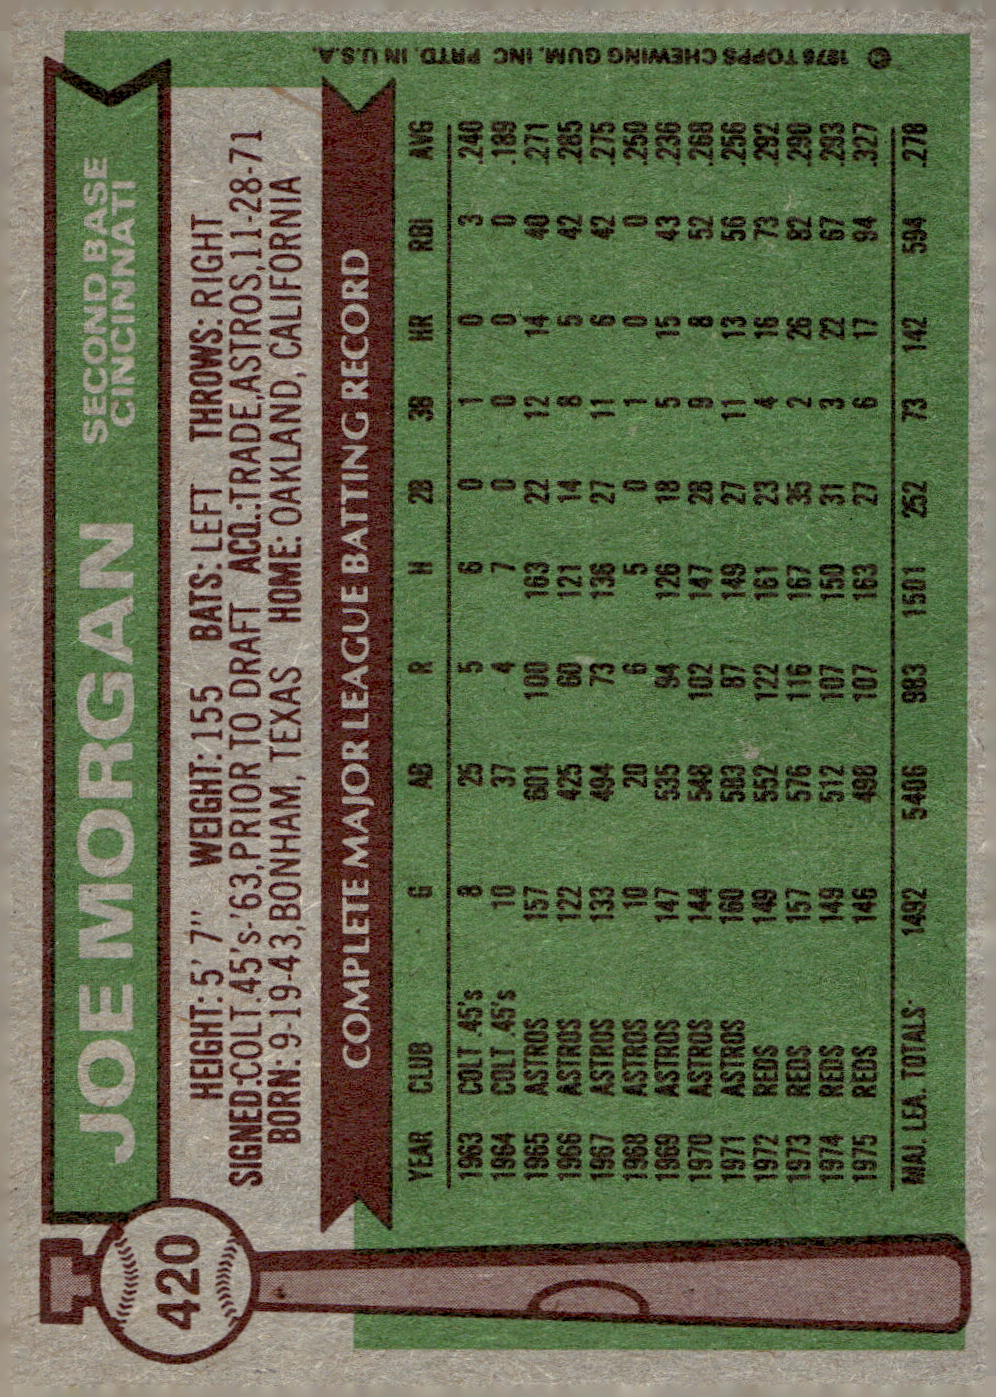 420
JOE MORGAN
SECOND BASE
CINCINNATI
HEIGHT: 5' 7" WEIGHT: 155 BATS: LEFT THROWS: RIGHT
SIGNED: COLT .45's-'63, PRIOR TO DRAFT ACQ.: TRADE, ASTROS, 11-28-71
BORN: 9-19-43, BONHAM, TEXAS HOME: OAKLAND, CALIFORNIA
COMPLETE MAJOR LEAGUE BATTING RECORD
YEAR CLUB G AB R H 2B 3B HR RBI AVG
1963 COLT .45's 8 25 5 6 0 1 0 3 .240
1964 COLT .45's 10 37 4 7 0 0 0 0 .189
1965 ASTROS 157 601 100 163 22 12 14 40 .271
1966 ASTROS 122 425 60 121 14 8 5 42 .285
1967 ASTROS 133 494 73 136 27 11 6 42 .275
1968 ASTROS 10 20 6 5 0 1 0 0 .250
1969 ASTROS 147 535 94 126 18 5 15 43 .236
1970 ASTROS 144 548 102 147 28 9 8 52 .268
1971 ASTROS 160 583 87 149 27 11 13 56 .256
1972 REDS 149 552 122 161 23 4 16 73 .292
1973 REDS 157 576 116 167 35 2 26 82 .290
1974 REDS 149 512 107 150 31 3 22 67 .293
1975 REDS 146 498 107 163 27 6 17 94 .327
MAJ. LEA. TOTALS- 1492 5406 983 1501 252 73 142 594 .278
© 1976 TOPPS CHEWING GUM, INC PRTD. IN U.S.A.